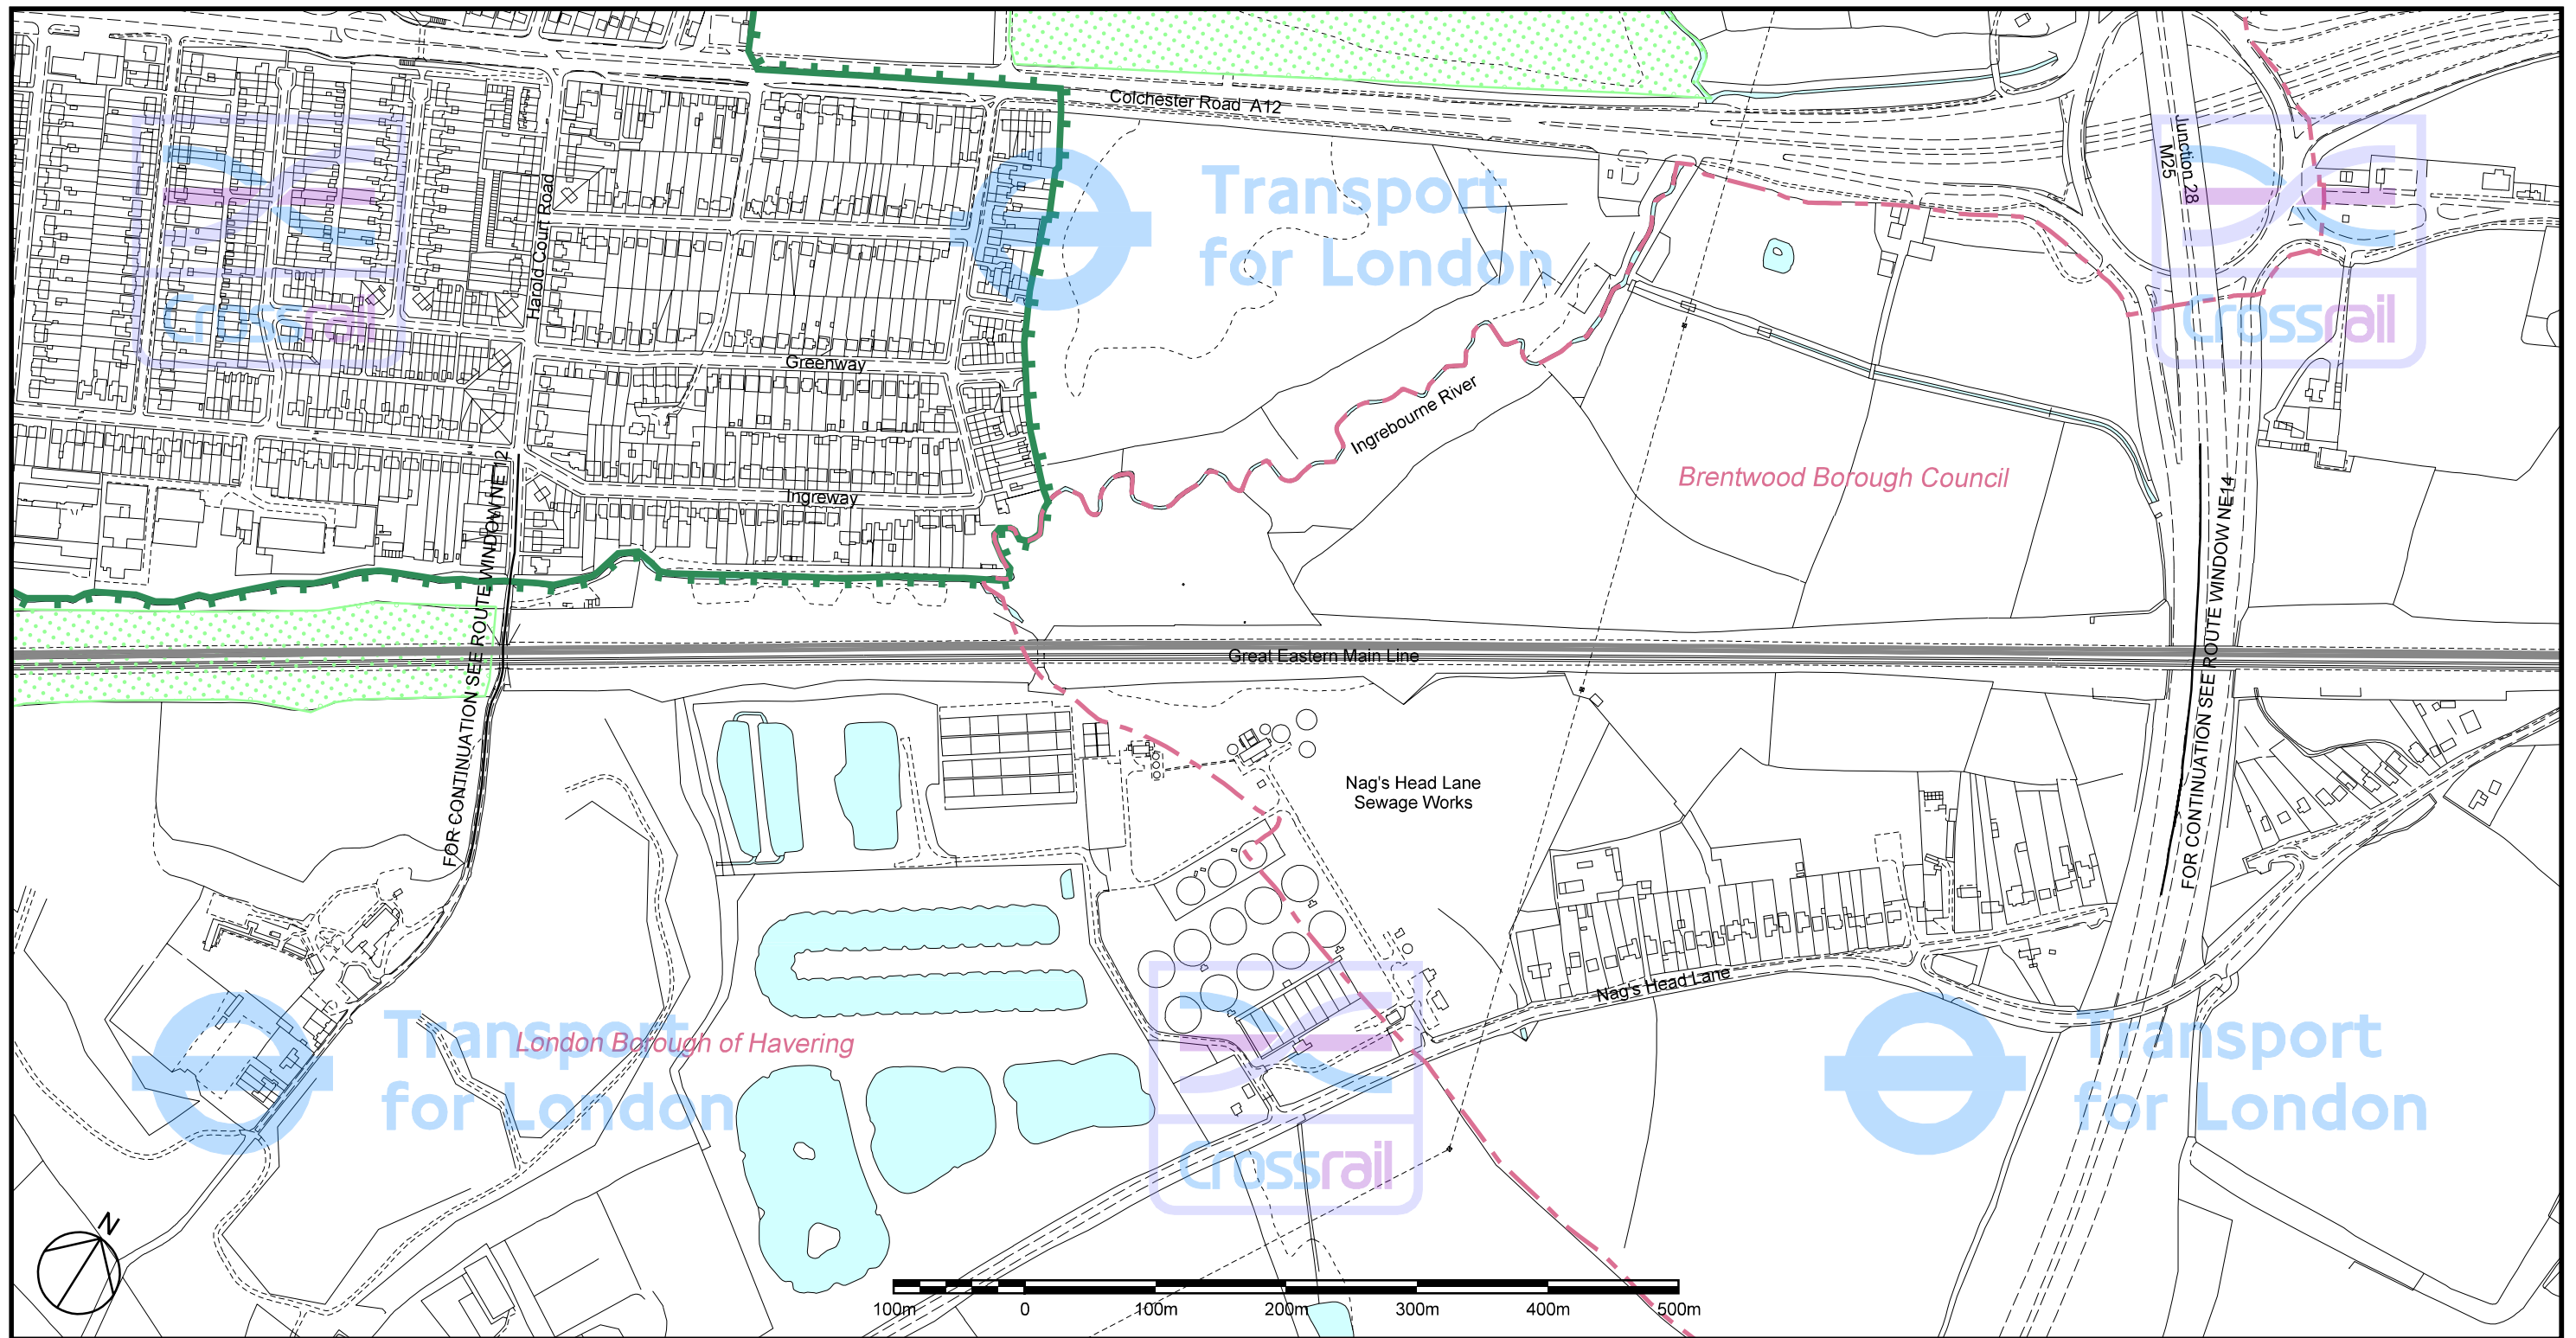 Colchester Road A12
Junction 28
M25
Transport
for London
Crossrail
Crossrail
Harold Court Road
Greenway
Ingrebourne River
Ingreway
Brentwood Borough Council
FOR CONTINUATION SEE ROUTE WINDOW NE12
FOR CONTINUATION SEE ROUTE WINDOW NE14
Great Eastern Main Line
Nag's Head Lane
Sewage Works
Nag's Head Lane
London Borough of Havering
Transport
for London
Crossrail
Transport
for London
N
100m 0 100m 200m 300m 400m 500m